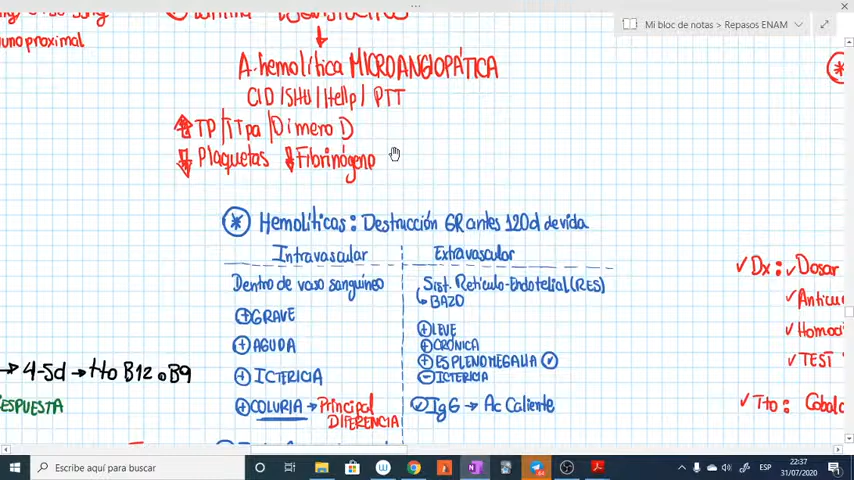 Mi bloc de notas » Repasos ENAM
uno proximal
A. hemolítica MICROANGIOPÁTICA
CID/SHU/Hellp/ PTT
TP/TTpa/Dímero D
Plaquetas Fibrinógeno
* Hemolíticas: Destrucción GR antes 120d de vida
Intravascular
Dentro de vaso sanguíneo
+ GRAVE
+ AGUDA
+ ICTERICIA
+ COLURIA → Principal
DIFERENCIA
Extravascular
Sist. Retículo-Endotelial (RES)
BAZO
+ LEVE
+ CRÓNICA
+ ESPLENOMEGALIA ✓
- ICTERICIA
✓ IgG → Ac Caliente
→ 4-5d → Hto B12 o B9
ESPUESTA
✓ Dx: ✓ Dosar
✓ Anticu
✓ Homoc
✓ TEST
✓ Tto: Cobal
Escribe aquí para buscar
ESP
22:37
31/07/2020